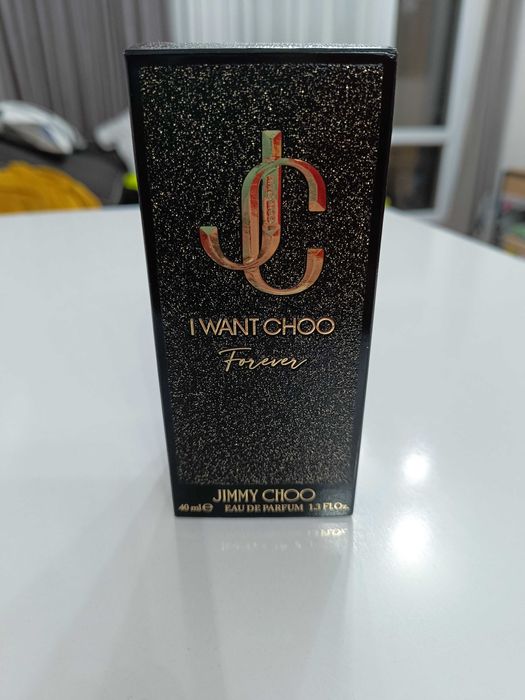 JC
I WANT CHOO
Forever
JIMMY CHOO
40 ml ℮ EAU DE PARFUM 1.3 FL.Oz.